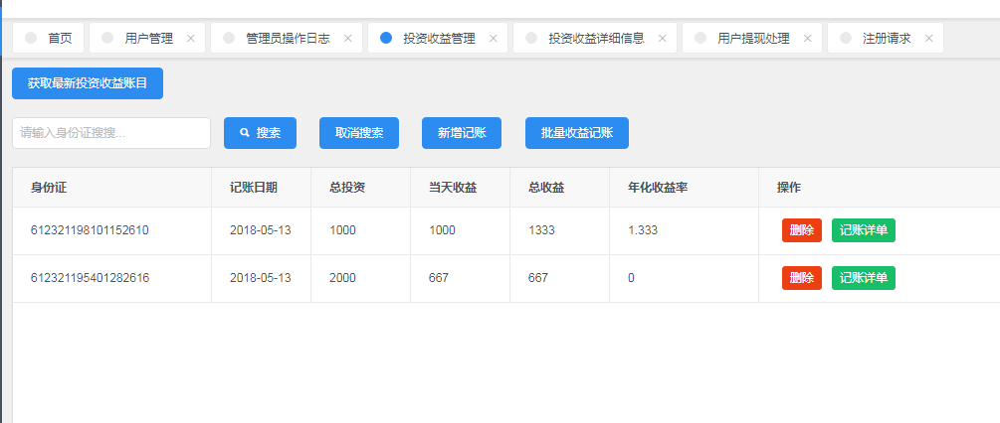 首页 用户管理 管理员操作日志 投资收益管理 投资收益详细信息 用户提现处理 注册请求
获取最新投资收益账目
请输入身份证搜搜... 搜索 取消搜索 新增记账 批量收益记账
身份证 记账日期 总投资 当天收益 总收益 年化收益率 操作
612321198101152610 2018-05-13 1000 1000 1333 1.333 删除 记账详单
612321195401282616 2018-05-13 2000 667 667 0 删除 记账详单